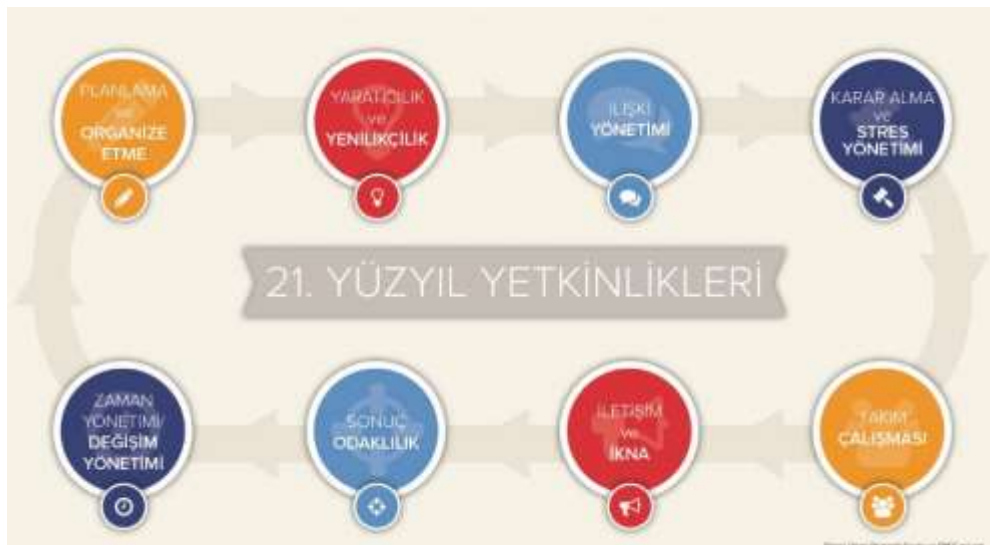 PLANLAMA
ve
ORGANİZE
ETME
YARATICILIK
ve
YENİLİKÇİLİK
İLİŞKİ
YÖNETİMİ
KARAR ALMA
ve
STRES
YÖNETİMİ
21. YÜZYIL YETKİNLİKLERİ
ZAMAN
YÖNETİMİ/
DEĞİŞİM
YÖNETİMİ
SONUÇ
ODAKLILIK
İLETİŞİM
ve
İKNA
TAKIM
ÇALIŞMASI